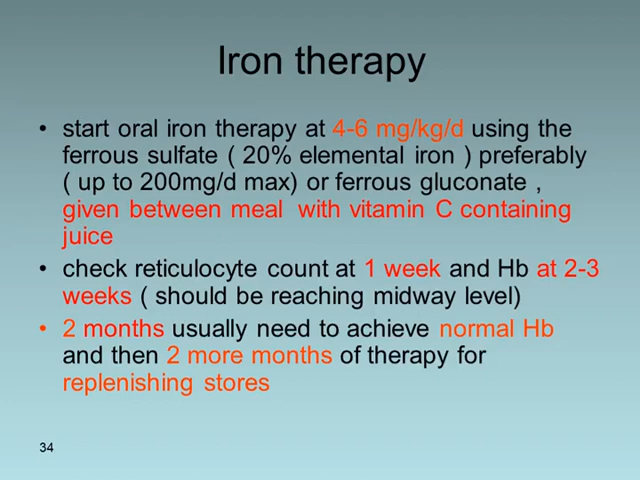 Iron therapy
• start oral iron therapy at 4-6 mg/kg/d using the
ferrous sulfate ( 20% elemental iron ) preferably
( up to 200mg/d max) or ferrous gluconate ,
given between meal with vitamin C containing
juice
• check reticulocyte count at 1 week and Hb at 2-3
weeks ( should be reaching midway level)
• 2 months usually need to achieve normal Hb
and then 2 more months of therapy for
replenishing stores
34